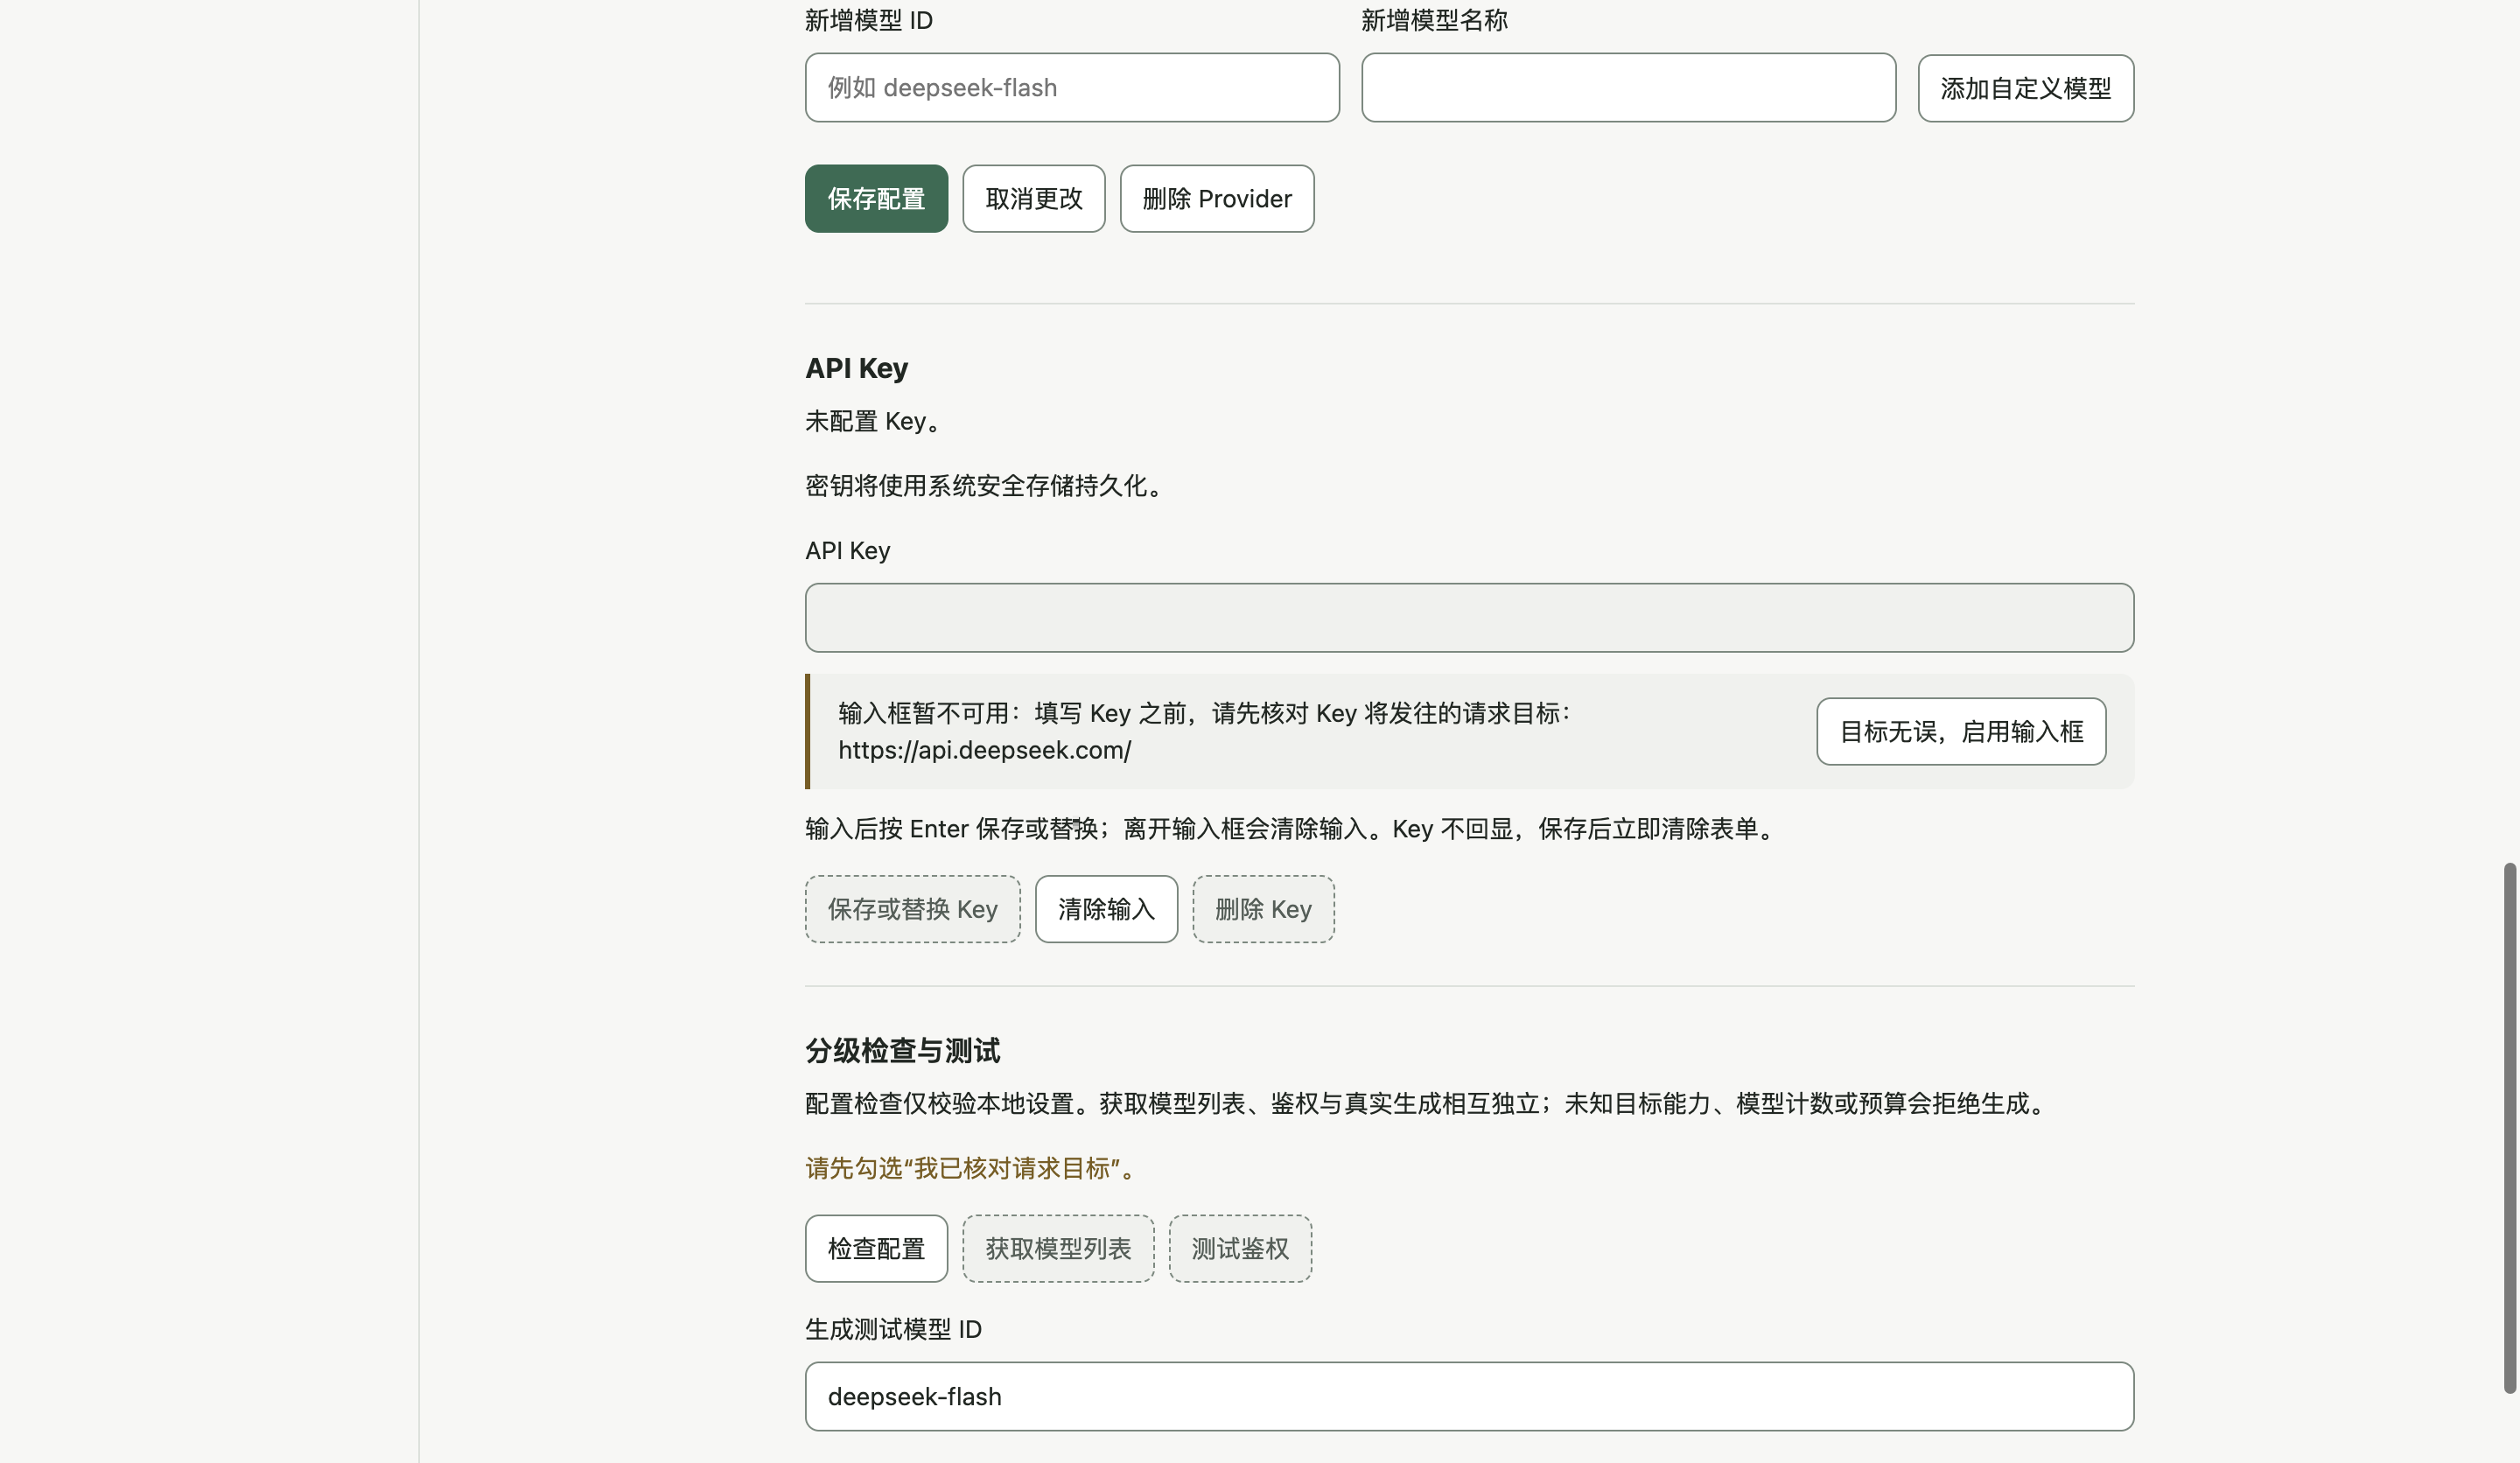 新增模型 ID
新增模型名称
例如 deepseek-flash
添加自定义模型
保存配置
取消更改
删除 Provider
API Key
未配置 Key。
密钥将使用系统安全存储持久化。
API Key
输入框暂不可用：填写 Key 之前，请先核对 Key 将发往的请求目标：
https://api.deepseek.com/
目标无误，启用输入框
输入后按 Enter 保存或替换；离开输入框会清除输入。Key 不回显，保存后立即清除表单。
保存或替换 Key
清除输入
删除 Key
分级检查与测试
配置检查仅校验本地设置。获取模型列表、鉴权与真实生成相互独立；未知目标能力、模型计数或预算会拒绝生成。
请先勾选“我已核对请求目标”。
检查配置
获取模型列表
测试鉴权
生成测试模型 ID
deepseek-flash